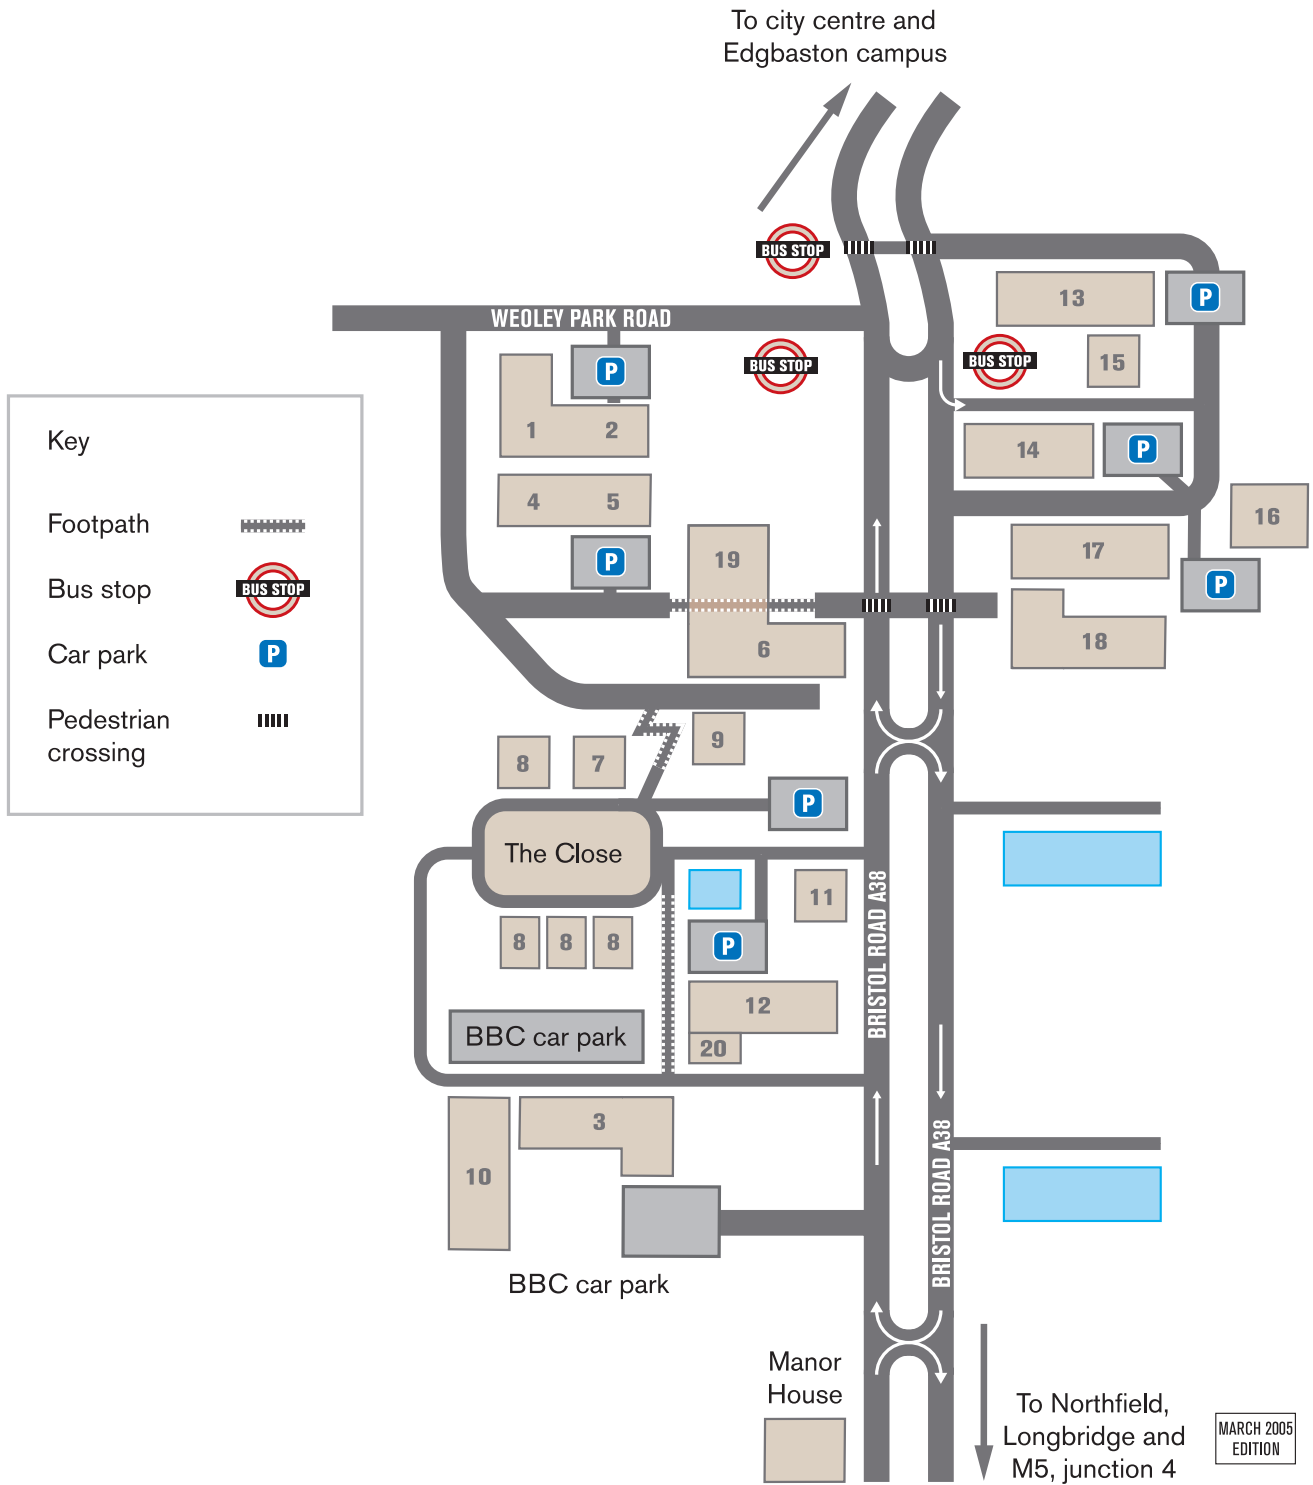 To city centre and
Edgbaston campus
BUS STOP
13
P
WEOLEY PARK ROAD
BUS STOP
BUS STOP
15
P
1
2
14
P
Key
4
5
16
Footpath
19
17
P
P
Bus stop
BUS STOP
6
18
Car park
P
Pedestrian
crossing
9
8
7
P
The Close
11
BRISTOL ROAD A38
8
8
8
P
12
BBC car park
20
3
10
BRISTOL ROAD A38
BBC car park
Manor
House
To Northfield,
Longbridge and
M5, junction 4
MARCH 2005
EDITION